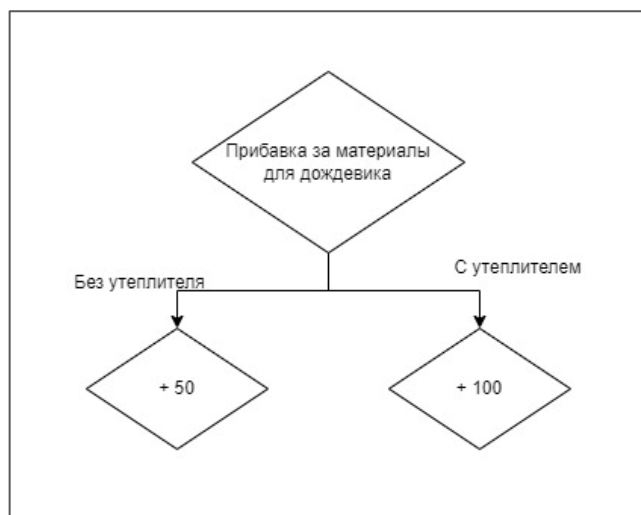 Прибавка за материалы
для дождевика
Без утеплителя
С утеплителем
+ 50
+ 100